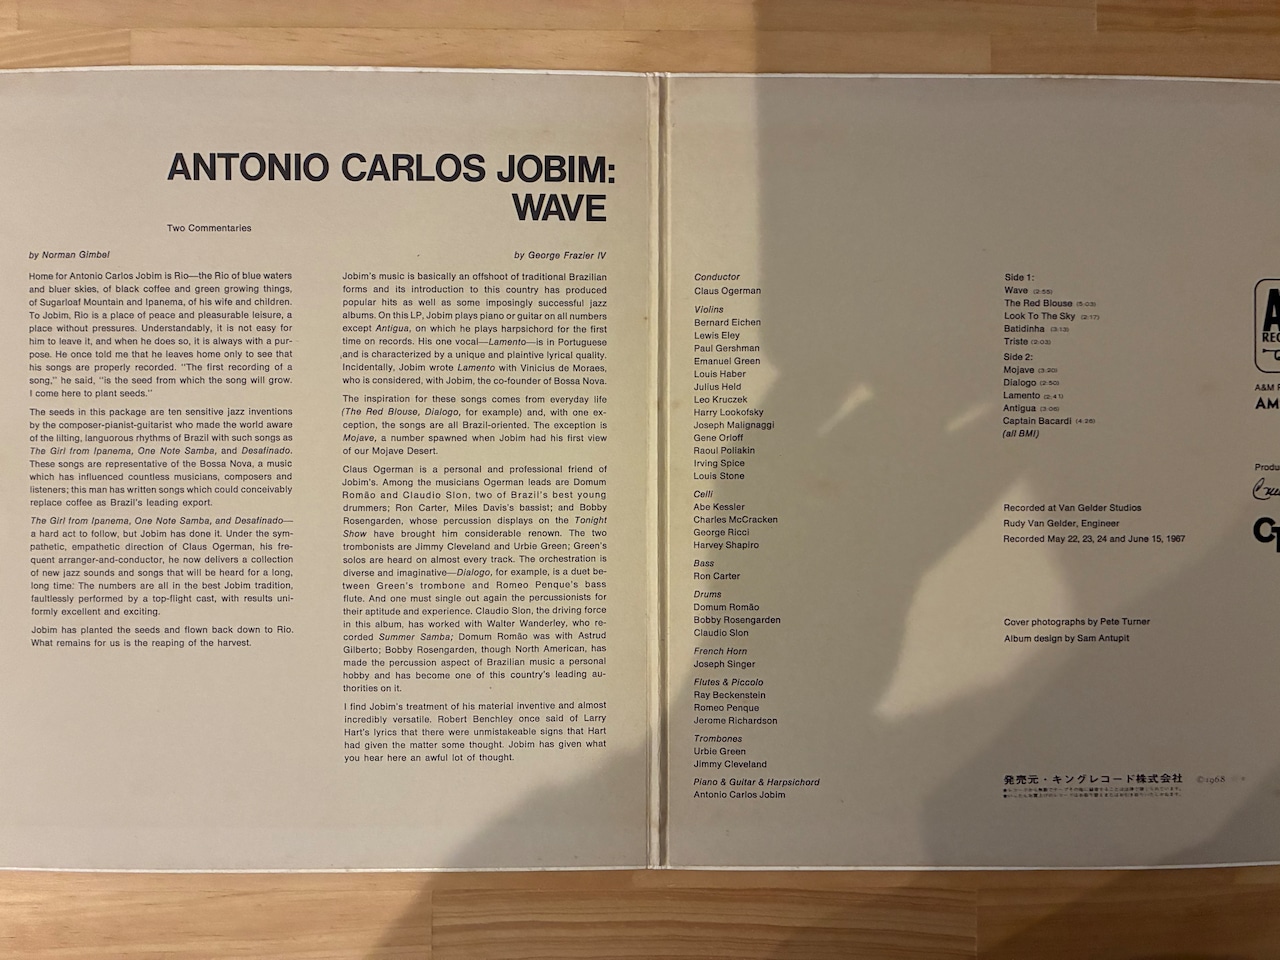 ANTONIO CARLOS JOBIM:
WAVE
Two Commentaries
by Norman Gimbel
Home for Antonio Carlos Jobim is Rio—the Rio of blue waters
and bluer skies, of black coffee and green growing things,
of Sugarloaf Mountain and Ipanema, of his wife and children.
To Jobim, Rio is a place of peace and pleasurable leisure, a
place without pressures. Understandably, it is not easy for
him to leave it, and when he does so, it is always with a pur-
pose. He once told me that he leaves home only to see that
his songs are properly recorded. "The first recording of a
song," he said, "is the seed from which the song will grow.
I come here to plant seeds."
The seeds in this package are ten sensitive jazz inventions
by the composer-pianist-guitarist who made the world aware
of the lilting, languorous rhythms of Brazil with such songs as
The Girl from Ipanema, One Note Samba, and Desafinado.
These songs are representative of the Bossa Nova, a music
which has influenced countless musicians, composers and
listeners; this man has written songs which could conceivably
replace coffee as Brazil's leading export.
The Girl from Ipanema, One Note Samba, and Desafinado—
a hard act to follow, but Jobim has done it. Under the sym-
pathetic, empathetic direction of Claus Ogerman, his fre-
quent arranger-and-conductor, he now delivers a collection
of new jazz sounds and songs that will be heard for a long,
long time. The numbers are all in the best Jobim tradition,
faultlessly performed by a top-flight cast, with results uni-
formly excellent and exciting.
Jobim has planted the seeds and flown back down to Rio.
What remains for us is the reaping of the harvest.
by George Frazier IV
Jobim's music is basically an offshoot of traditional Brazilian
forms and its introduction to this country has produced
popular hits as well as some imposingly successful jazz
albums. On this LP, Jobim plays piano or guitar on all numbers
except Antigua, on which he plays harpsichord for the first
time on records. His one vocal—Lamento—is in Portuguese
and is characterized by a unique and plaintive lyrical quality.
Incidentally, Jobim wrote Lamento with Vinicius de Moraes,
who is considered, with Jobim, the co-founder of Bossa Nova.
The inspiration for these songs comes from everyday life
(The Red Blouse, Dialogo, for example) and, with one ex-
ception, the songs are all Brazil-oriented. The exception is
Mojave, a number spawned when Jobim had his first view
of our Mojave Desert.
Claus Ogerman is a personal and professional friend of
Jobim's. Among the musicians Ogerman leads are Domum
Romão and Claudio Slon, two of Brazil's best young
drummers; Ron Carter, Miles Davis's bassist; and Bobby
Rosengarden, whose percussion displays on the Tonight
Show have brought him considerable renown. The two
trombonists are Jimmy Cleveland and Urbie Green; Green's
solos are heard on almost every track. The orchestration is
diverse and imaginative—Dialogo, for example, is a duet be-
tween Green's trombone and Romeo Penque's bass
flute. And one must single out again the percussionists for
their aptitude and experience. Claudio Slon, the driving force
in this album, has worked with Walter Wanderley, who re-
corded Summer Samba; Domum Romão was with Astrud
Gilberto; Bobby Rosengarden, though North American, has
made the percussion aspect of Brazilian music a personal
hobby and has become one of this country's leading au-
thorities on it.
I find Jobim's treatment of his material inventive and almost
incredibly versatile. Robert Benchley once said of Larry
Hart's lyrics that there were unmistakeable signs that Hart
had given the matter some thought. Jobim has given what
you hear here an awful lot of thought.
Conductor
Claus Ogerman
Violins
Bernard Eichen
Lewis Eley
Paul Gershman
Emanuel Green
Louis Haber
Julius Held
Leo Kruczek
Harry Lookofsky
Joseph Malignaggi
Gene Orloff
Raoul Poliakin
Irving Spice
Louis Stone
Celli
Abe Kessler
Charles McCracken
George Ricci
Harvey Shapiro
Bass
Ron Carter
Drums
Domum Romão
Bobby Rosengarden
Claudio Slon
French Horn
Joseph Singer
Flutes & Piccolo
Ray Beckenstein
Romeo Penque
Jerome Richardson
Trombones
Urbie Green
Jimmy Cleveland
Piano & Guitar & Harpsichord
Antonio Carlos Jobim
Side 1:
Wave (2:55)
The Red Blouse (5:03)
Look To The Sky (2:17)
Batidinha (3:13)
Triste (2:03)
Side 2:
Mojave (3:20)
Dialogo (2:50)
Lamento (2:41)
Antigua (3:06)
Captain Bacardi (4:26)
(all BMI)
Recorded at Van Gelder Studios
Rudy Van Gelder, Engineer
Recorded May 22, 23, 24 and June 15, 1967
Cover photographs by Pete Turner
Album design by Sam Antupit
発売元・キングレコード株式会社 ©1968
A&M
AM
Produ